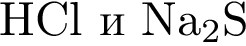 HCl и Na₂S